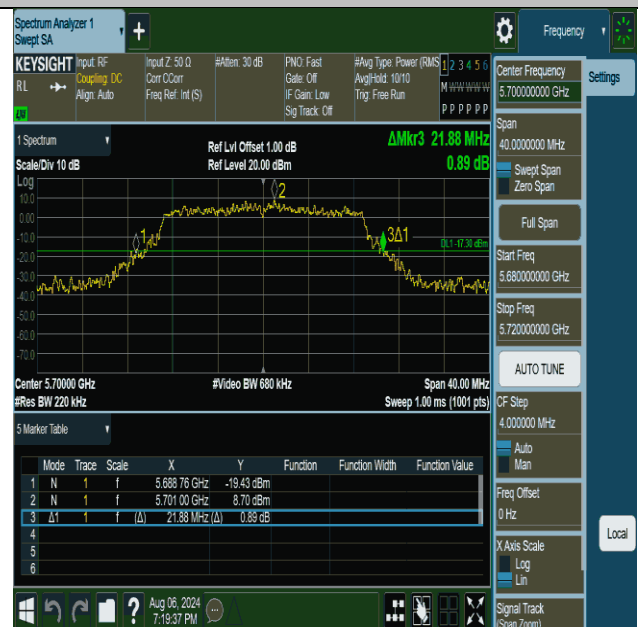 Spectrum Analyzer 1
Swept SA
+
Frequency
KEYSIGHT
RL
Input: RF
Coupling: DC
Align: Auto
Input Z: 50 Ω
Corr CCorr
Freq Ref: Int (S)
#Atten: 30 dB
PNO: Fast
Gate: Off
IF Gain: Low
Sig Track: Off
#Avg Type: Power (RMS
Avg|Hold: 10/10
Trig: Free Run
1 2 3 4 5 6
M W W W W W
P P P P P P
1 Spectrum
Scale/Div 10 dB
Ref Lvl Offset 1.00 dB
Ref Level 20.00 dBm
ΔMkr3 21.88 MHz
0.89 dB
Log
10.0
0.00
-10.0
-20.0
-30.0
-40.0
-50.0
-60.0
-70.0
1
2
3Δ1
DL1 -17.30 dBm
Center 5.70000 GHz
#Res BW 220 kHz
#Video BW 680 kHz
Span 40.00 MHz
Sweep 1.00 ms (1001 pts)
5 Marker Table
Mode Trace Scale X Y Function Function Width Function Value
1 N 1 f 5.688 76 GHz -19.43 dBm
2 N 1 f 5.701 00 GHz 8.70 dBm
3 Δ1 1 f (Δ) 21.88 MHz (Δ) 0.89 dB
4
5
6
?
Aug 06, 2024
7:19:37 PM
Center Frequency
5.700000000 GHz
Span
40.0000000 MHz
Swept Span
Zero Span
Full Span
Start Freq
5.680000000 GHz
Stop Freq
5.720000000 GHz
AUTO TUNE
CF Step
4.000000 MHz
Auto
Man
Freq Offset
0 Hz
X Axis Scale
Log
Lin
Signal Track
(Span Zoom)
Settings
Local